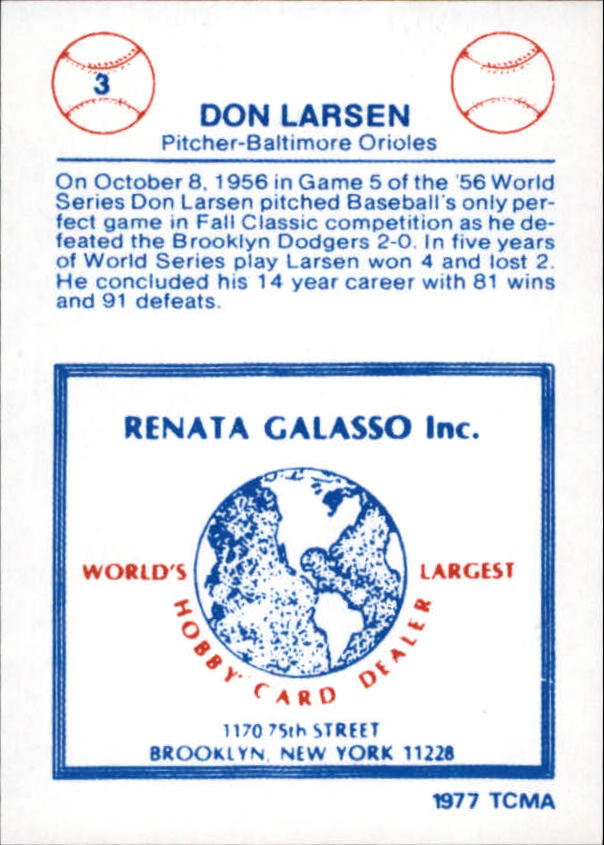 3
DON LARSEN
Pitcher-Baltimore Orioles
On October 8, 1956 in Game 5 of the '56 World
Series Don Larsen pitched Baseball's only per-
fect game in Fall Classic competition as he de-
feated the Brooklyn Dodgers 2-0. In five years
of World Series play Larsen won 4 and lost 2.
He concluded his 14 year career with 81 wins
and 91 defeats.
RENATA GALASSO Inc.
WORLD'S LARGEST
HOBBY CARD DEALER
1170 75th STREET
BROOKLYN, NEW YORK 11228
1977 TCMA